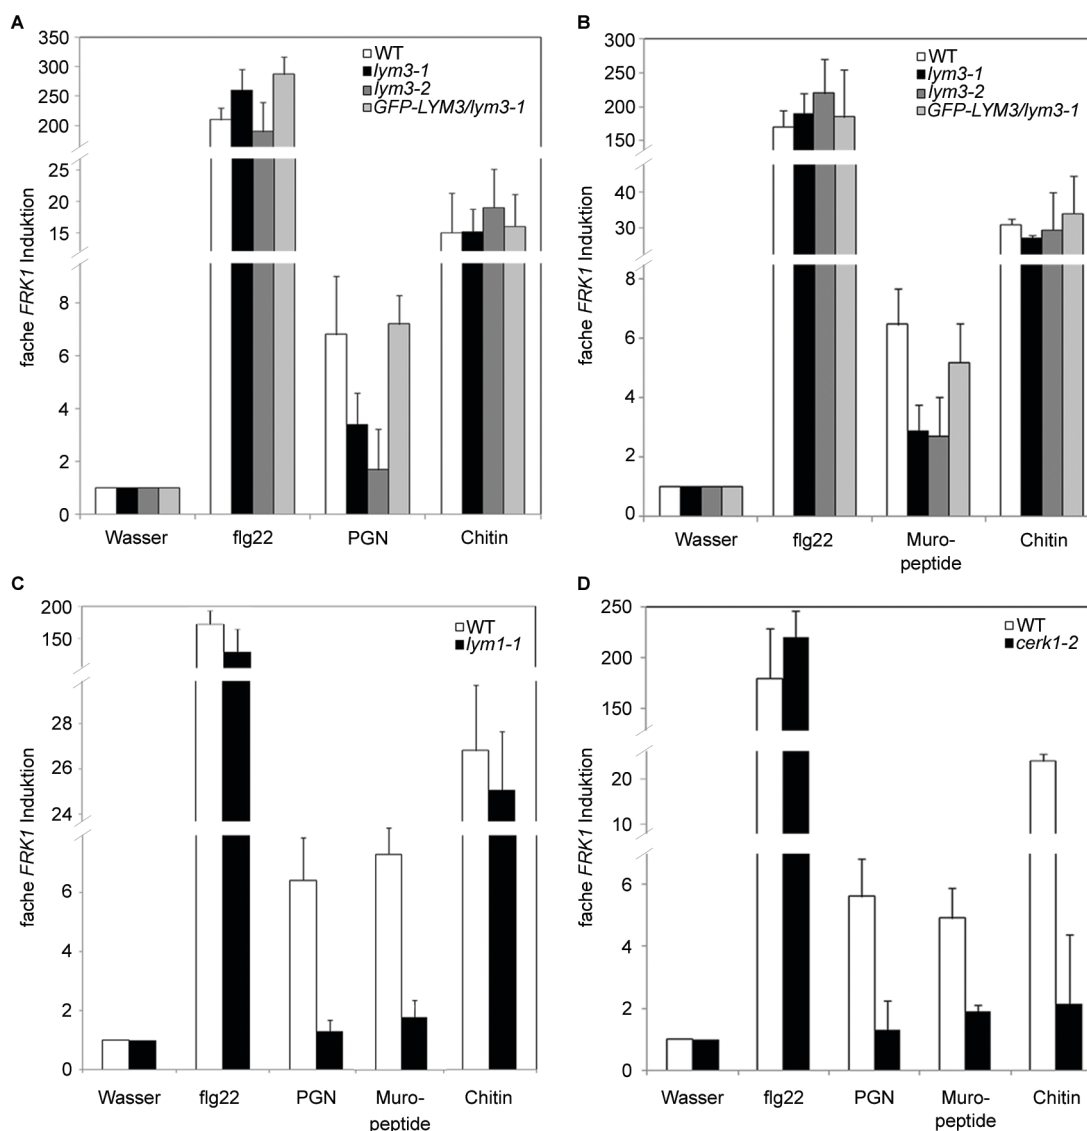 A
fache FRK1 Induktion
350
300
250
200
25
20
15
8
6
4
2
0
WT
lym3-1
lym3-2
GFP-LYM3/lym3-1
Wasser
flg22
PGN
Chitin
B
fache FRK1 Induktion
300
250
200
150
40
30
8
6
4
2
0
WT
lym3-1
lym3-2
GFP-LYM3/lym3-1
Wasser
flg22
Muro-
peptide
Chitin
C
fache FRK1 Induktion
200
150
28
26
24
6
4
2
0
WT
lym1-1
Wasser
flg22
PGN
Muro-
peptide
Chitin
D
fache FRK1 Induktion
250
200
150
20
10
6
4
2
0
WT
cerk1-2
Wasser
flg22
PGN
Muro-
peptide
Chitin